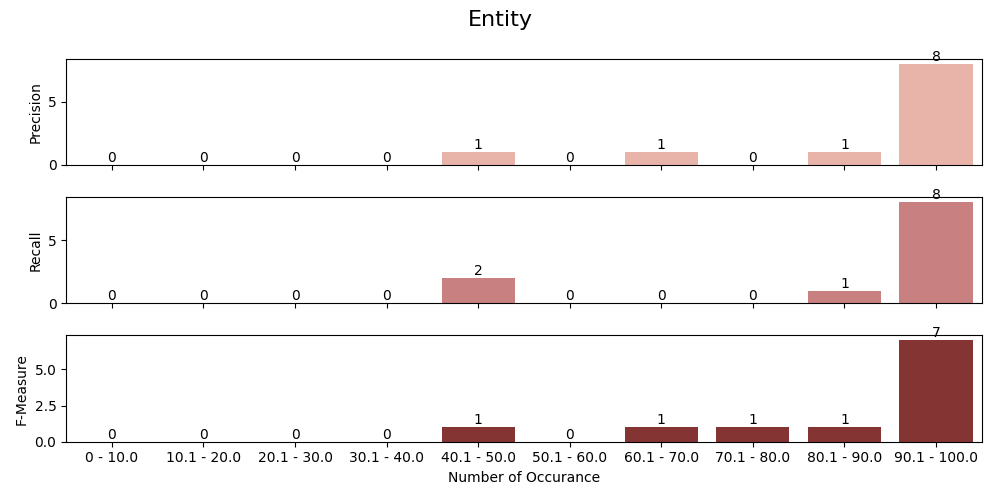 Entity
Precision
5
0
0 0 0 0 1 0 1 0 1 8
Recall
5
0
0 0 0 0 2 0 0 0 1 8
F-Measure
5.0
2.5
0.0
0 0 0 0 1 0 1 1 1 7
0 - 10.0 10.1 - 20.0 20.1 - 30.0 30.1 - 40.0 40.1 - 50.0 50.1 - 60.0 60.1 - 70.0 70.1 - 80.0 80.1 - 90.0 90.1 - 100.0
Number of Occurance